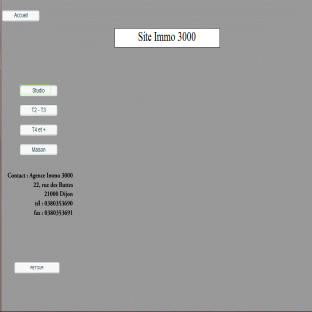 Accueil
Site Immo 3000
Studio
T2 - T3
T4 et +
Maison
Contact : Agence Immo 3000
22, rue des Buttes
21000 Dijon
tél : 0380353690
fax : 0380353691
RETOUR